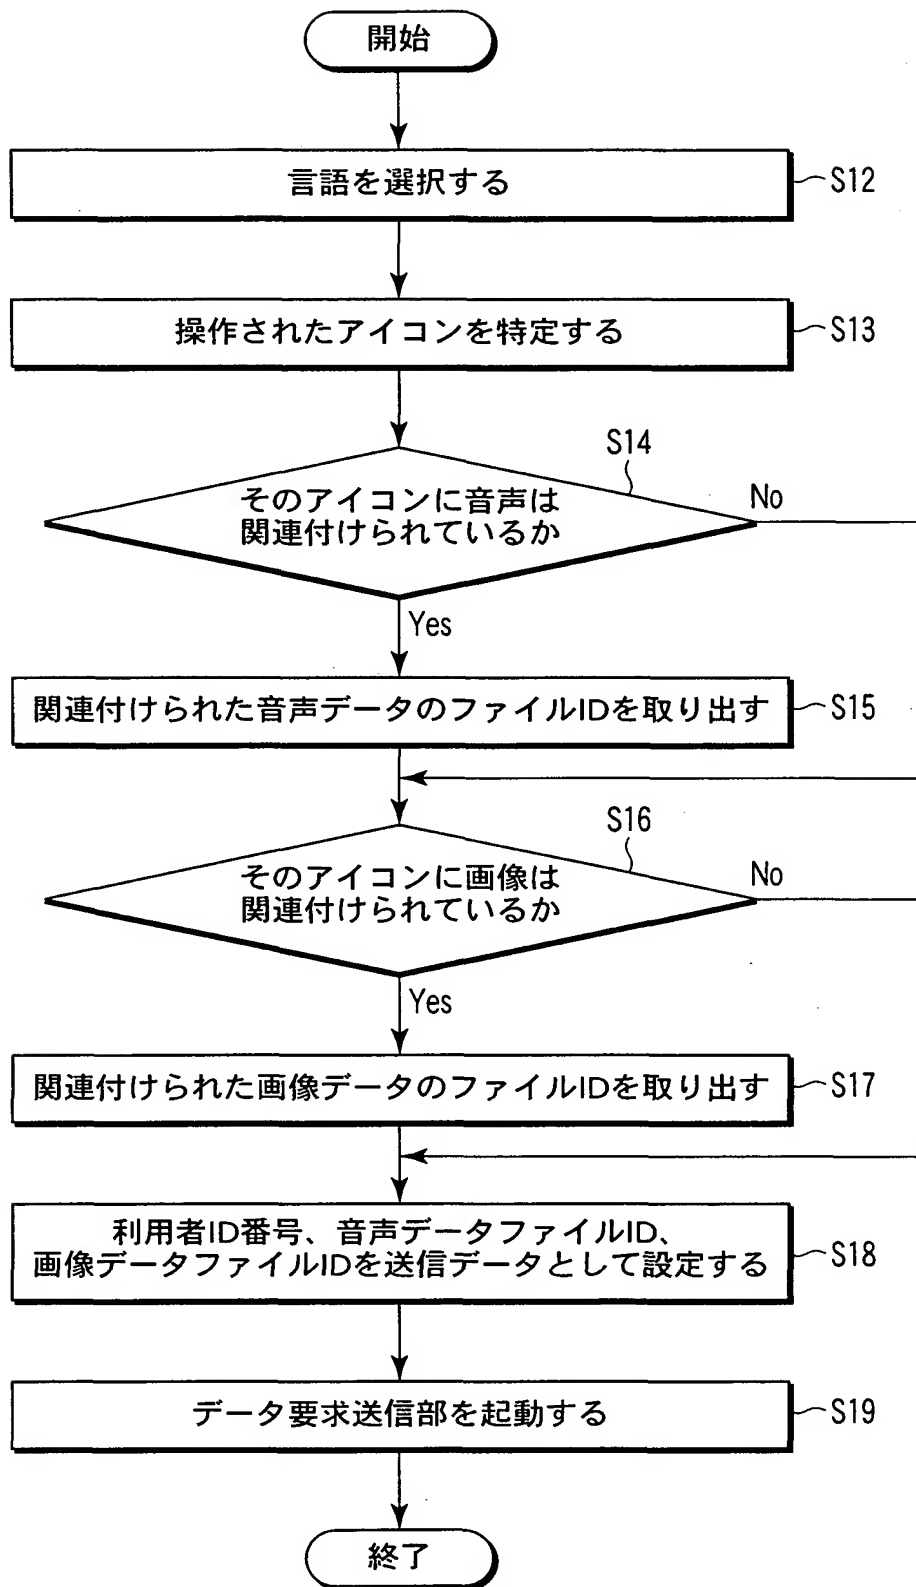 開始
言語を選択する
S12
操作されたアイコンを特定する
S13
S14
そのアイコンに音声は
関連付けられているか
No
Yes
関連付けられた音声データのファイルIDを取り出す
S15
S16
そのアイコンに画像は
関連付けられているか
No
Yes
関連付けられた画像データのファイルIDを取り出す
S17
利用者ID番号、音声データファイルID、
画像データファイルIDを送信データとして設定する
S18
データ要求送信部を起動する
S19
終了